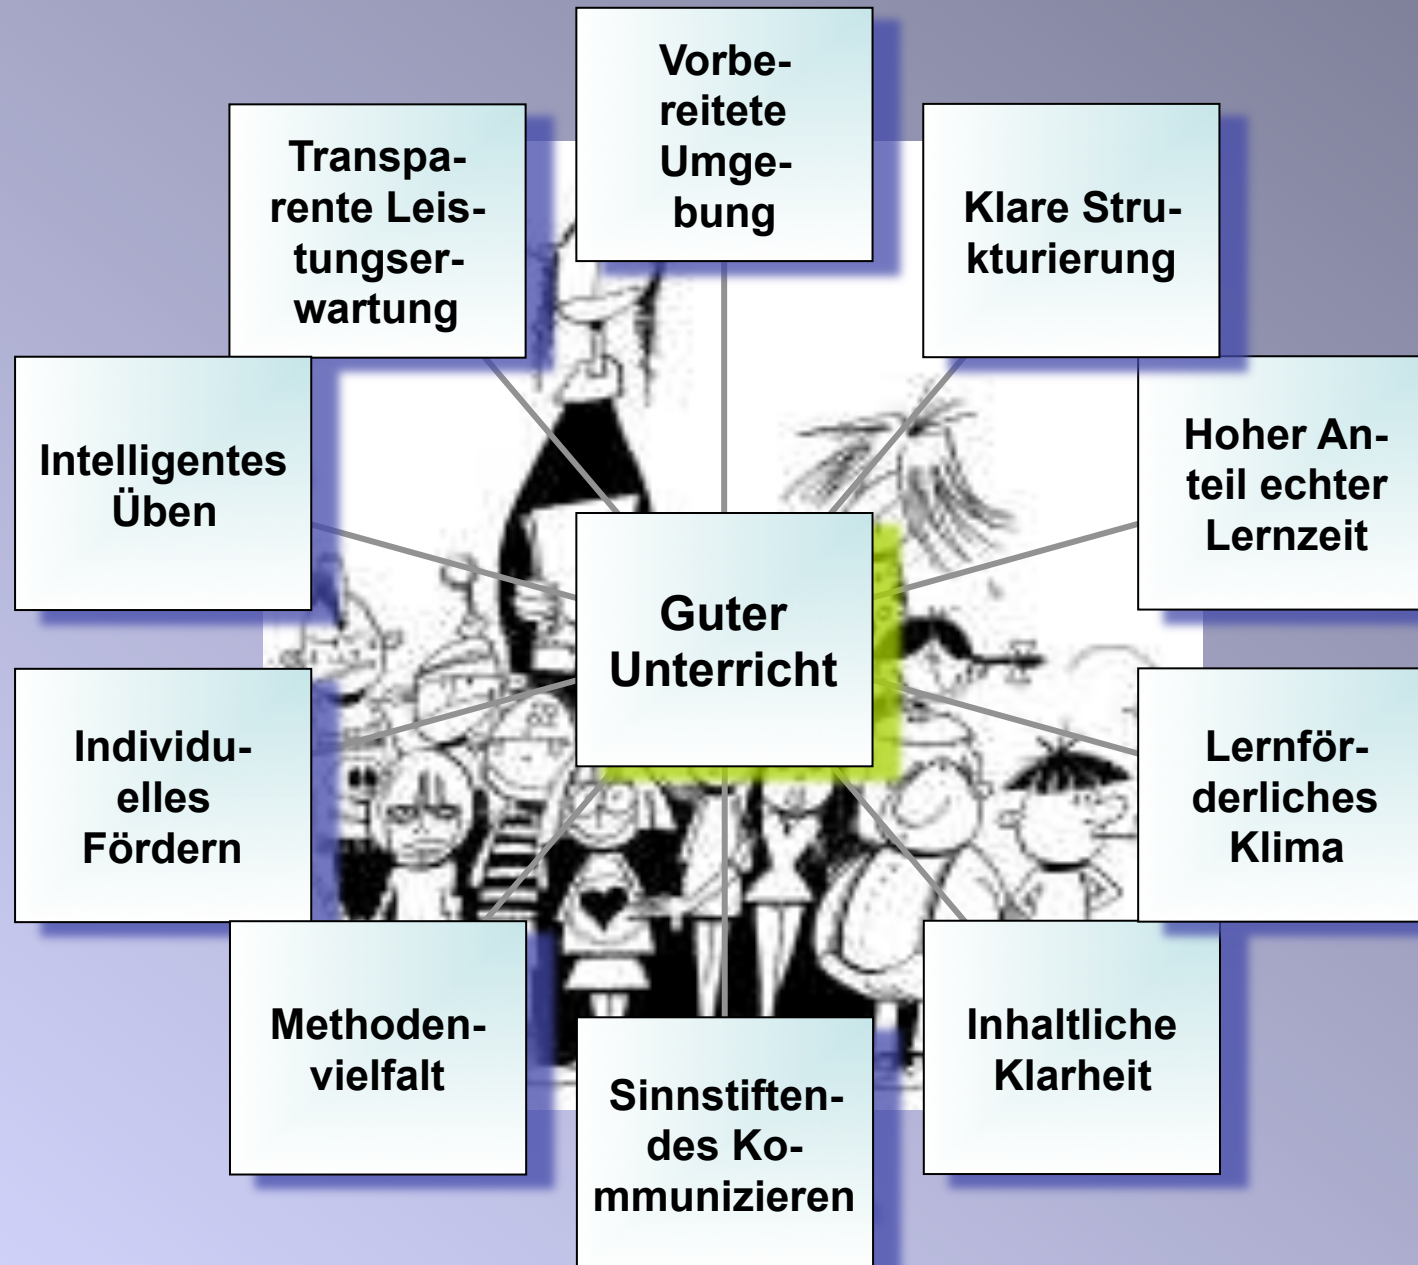 Vorbe-
reitete
Umge-
bung
Transpa-
rente Leis-
tungser-
wartung
Klare Stru-
kturierung
Intelligentes
Üben
Hoher An-
teil echter
Lernzeit
Guter
Unterricht
Individu-
elles
Fördern
Lernför-
derliches
Klima
Methoden-
vielfalt
Inhaltliche
Klarheit
Sinnstiften-
des Ko-
mmunizieren